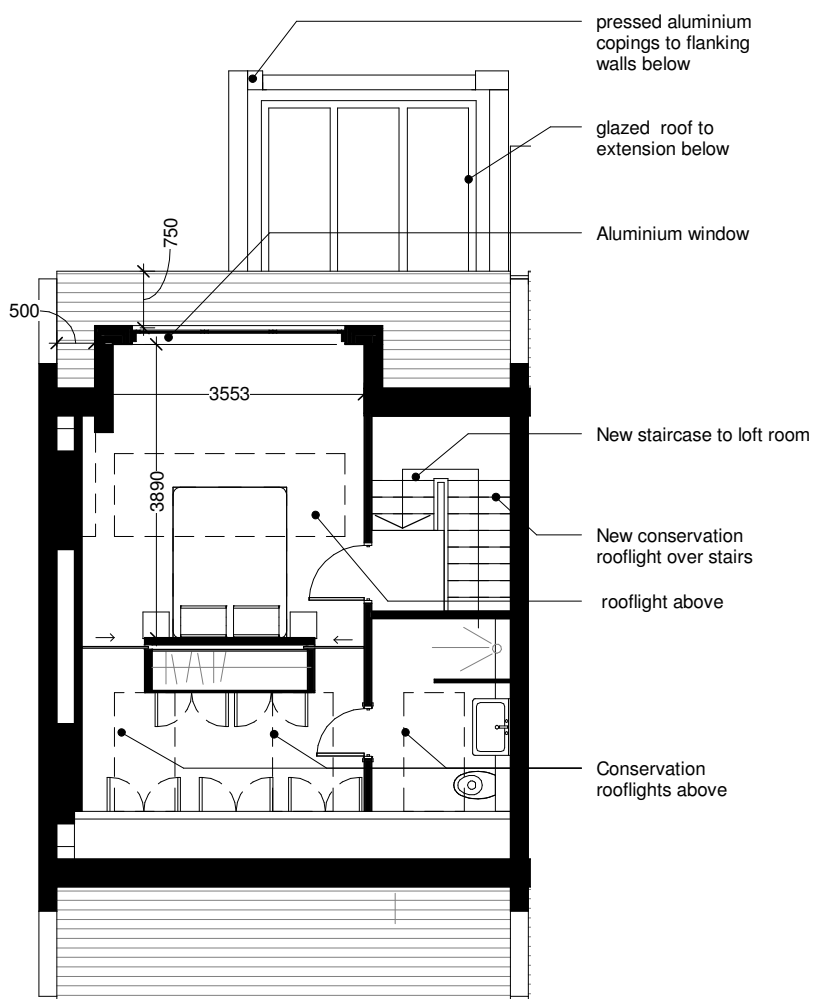 pressed aluminium
copings to flanking
walls below
glazed roof to
extension below
Aluminium window
750
500
3553
3890
New staircase to loft room
New conservation
rooflight over stairs
rooflight above
Conservation
rooflights above